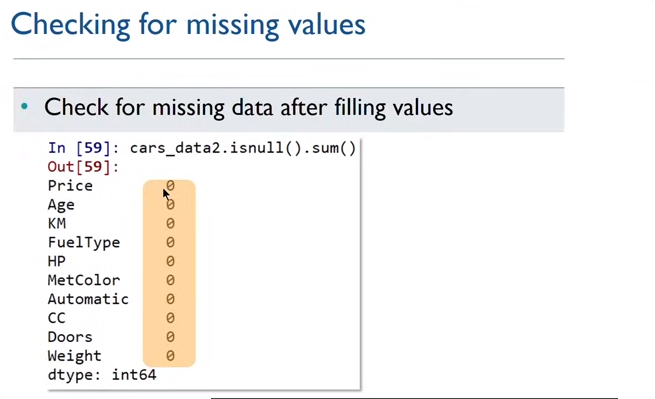 Checking for missing values
• Check for missing data after filling values
In [59]: cars_data2.isnull().sum()
Out[59]:
Price 0
Age 0
KM 0
FuelType 0
HP 0
MetColor 0
Automatic 0
CC 0
Doors 0
Weight 0
dtype: int64